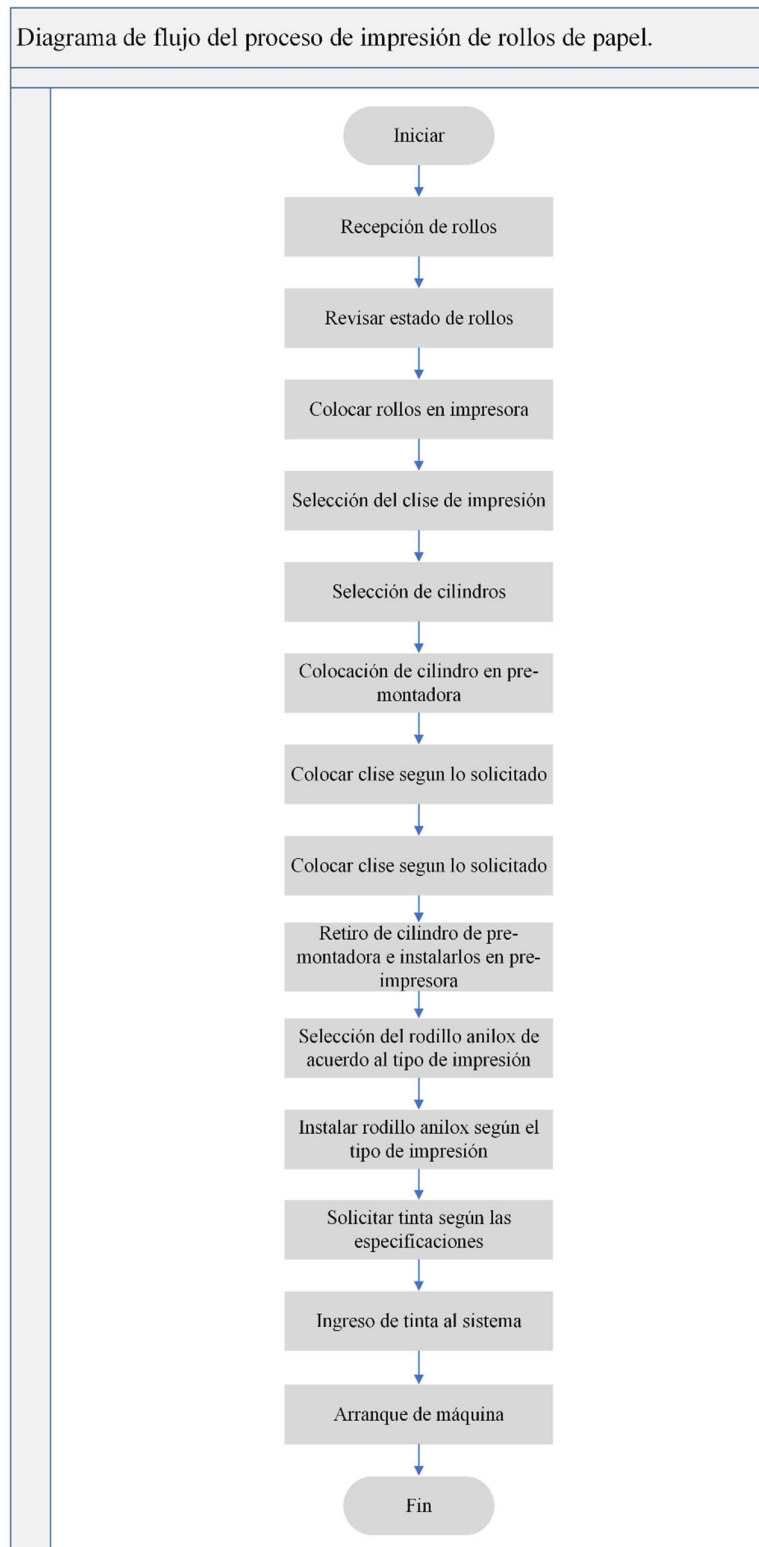 Diagrama de flujo del proceso de impresión de rollos de papel.
Iniciar
Recepción de rollos
Revisar estado de rollos
Colocar rollos en impresora
Selección del clise de impresión
Selección de cilindros
Colocación de cilindro en pre-
montadora
Colocar clise segun lo solicitado
Colocar clise segun lo solicitado
Retiro de cilindro de pre-
montadora e instalarlos en pre-
impresora
Selección del rodillo anilox de
acuerdo al tipo de impresión
Instalar rodillo anilox según el
tipo de impresión
Solicitar tinta según las
especificaciones
Ingreso de tinta al sistema
Arranque de máquina
Fin